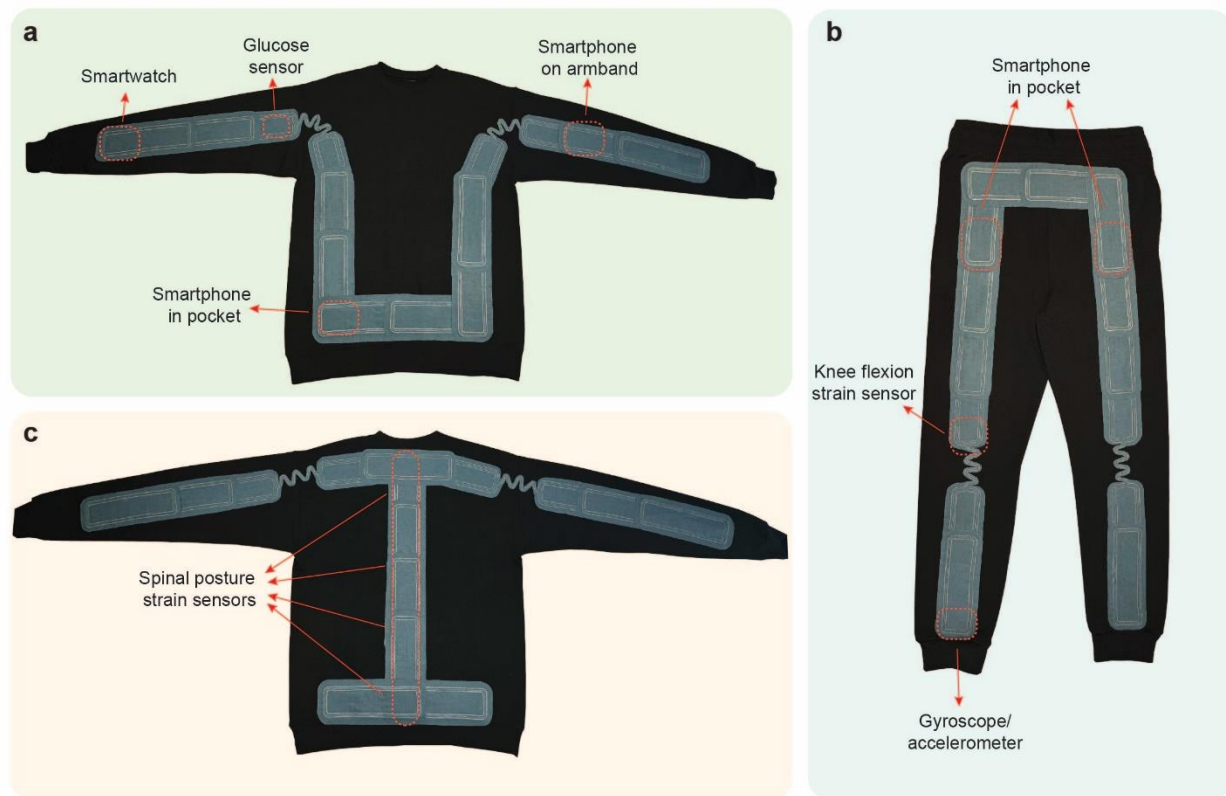 a
Glucose
sensor
Smartwatch
Smartphone
on armband
Smartphone
in pocket
b
Smartphone
in pocket
Knee flexion
strain sensor
Gyroscope/
accelerometer
c
Spinal posture
strain sensors